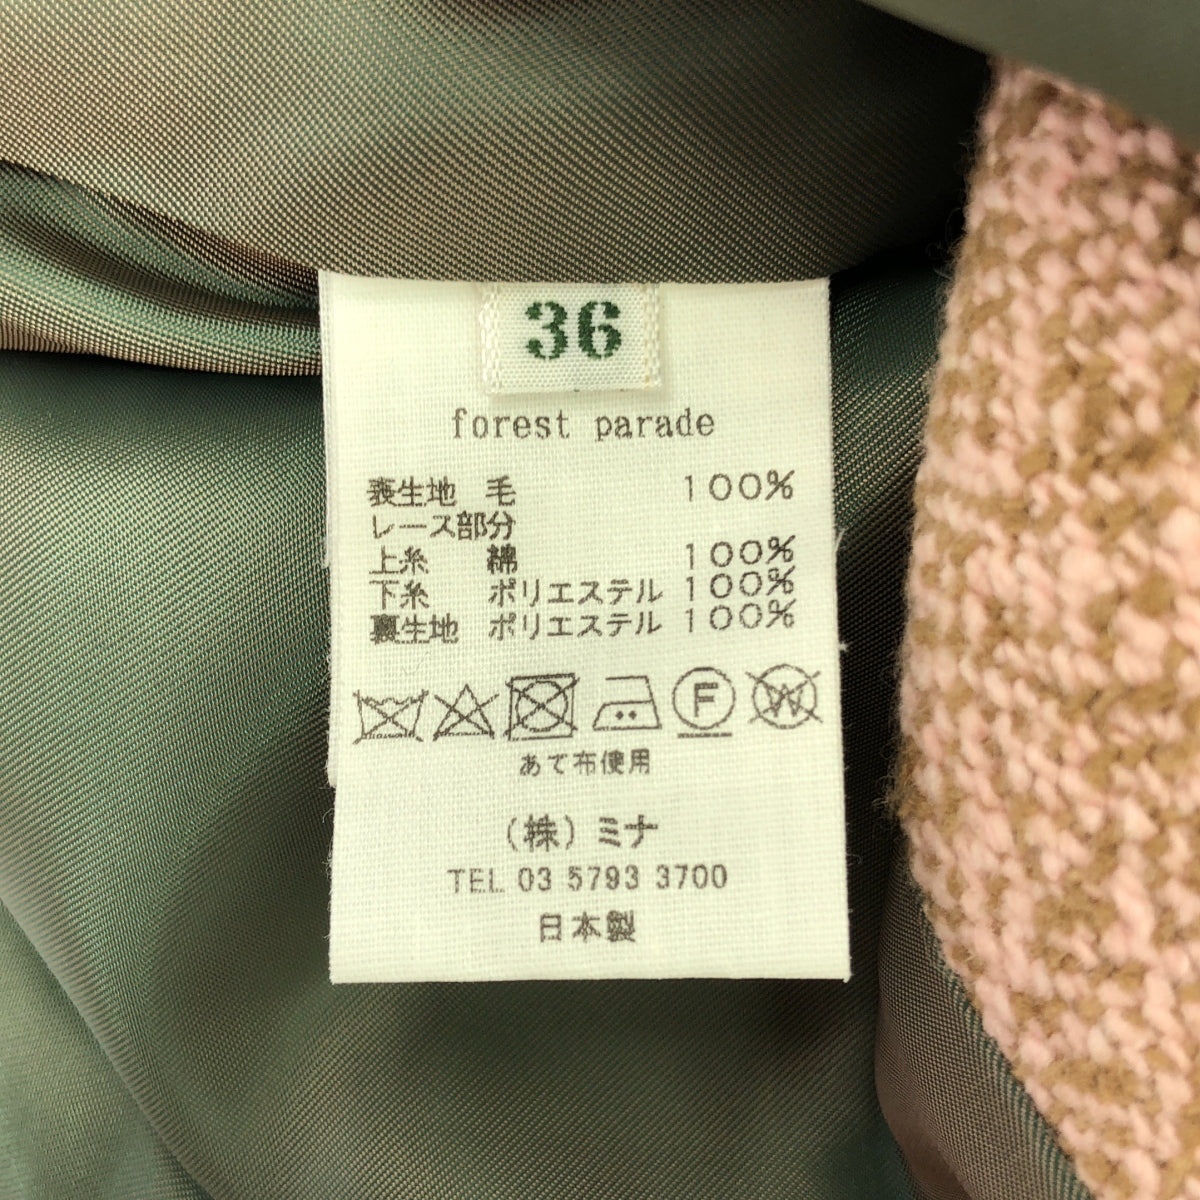 36
forest parade
表生地 毛 100%
レース部分
上糸 綿 100%
下糸 ポリエステル 100%
裏生地 ポリエステル 100%
F W
あて布使用
(株) ミナ
TEL 03 5793 3700
日本製